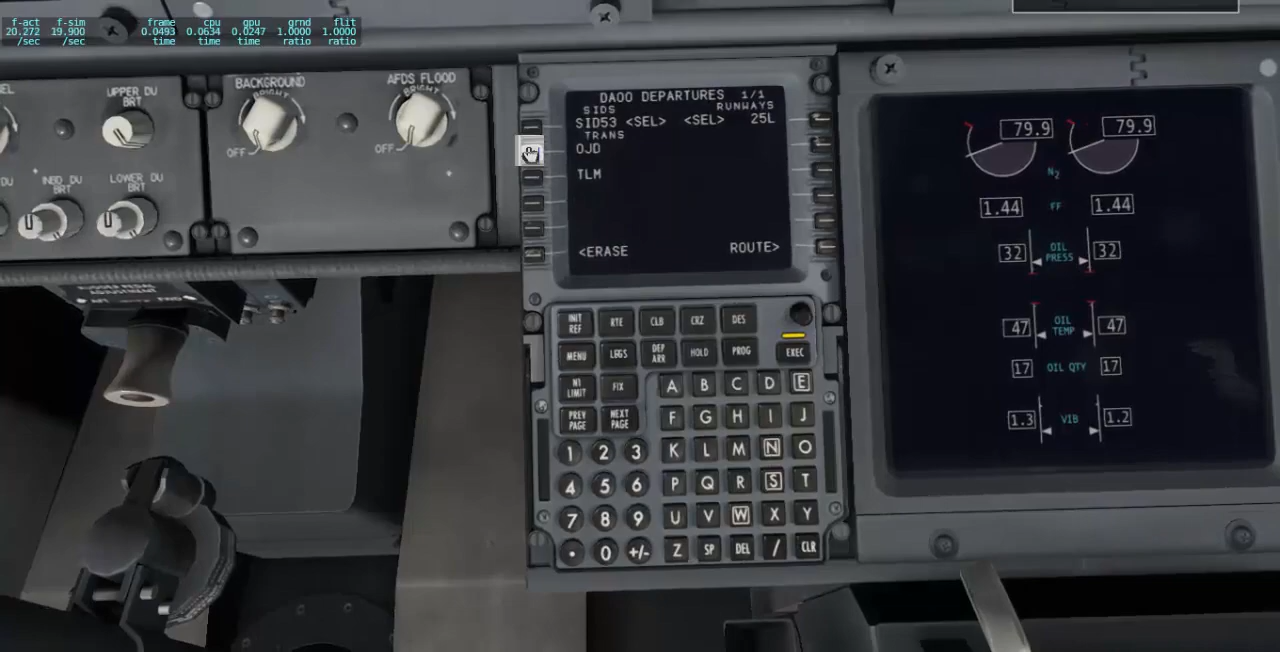 f-act f-sim frame cpu gpu grnd flit
20.272 19,900 0.0493 0.0634 0.0247 1.0000 1.0000
/sec /sec time time time ratio ratio
UPPER DU
BRT
BACKGROUND
BRIGHT
OFF
AFDS FLOOD
BRIGHT
OFF
DU
INBD DU
BRT
LOWER DU
BRT
DAOO DEPARTURES 1/1
SIDS RUNWAYS
SID53 <SEL> <SEL> 25L
TRANS
OJD
TLM
<ERASE ROUTE>
INIT REF RTE CLB CRZ DES
MENU LEGS DEP ARR HOLD PROG EXEC
N1 LIMIT FIX A B C D E
PREV PAGE NEXT PAGE F G H I J
1 2 3 K L M N O
4 5 6 P Q R S T
7 8 9 U V W X Y
. 0 +/- Z SP DEL / CLR
79.9 79.9
N2
1.44 FF 1.44
32 OIL PRESS 32
47 OIL TEMP 47
17 OIL QTY 17
1.3 VIB 1.2